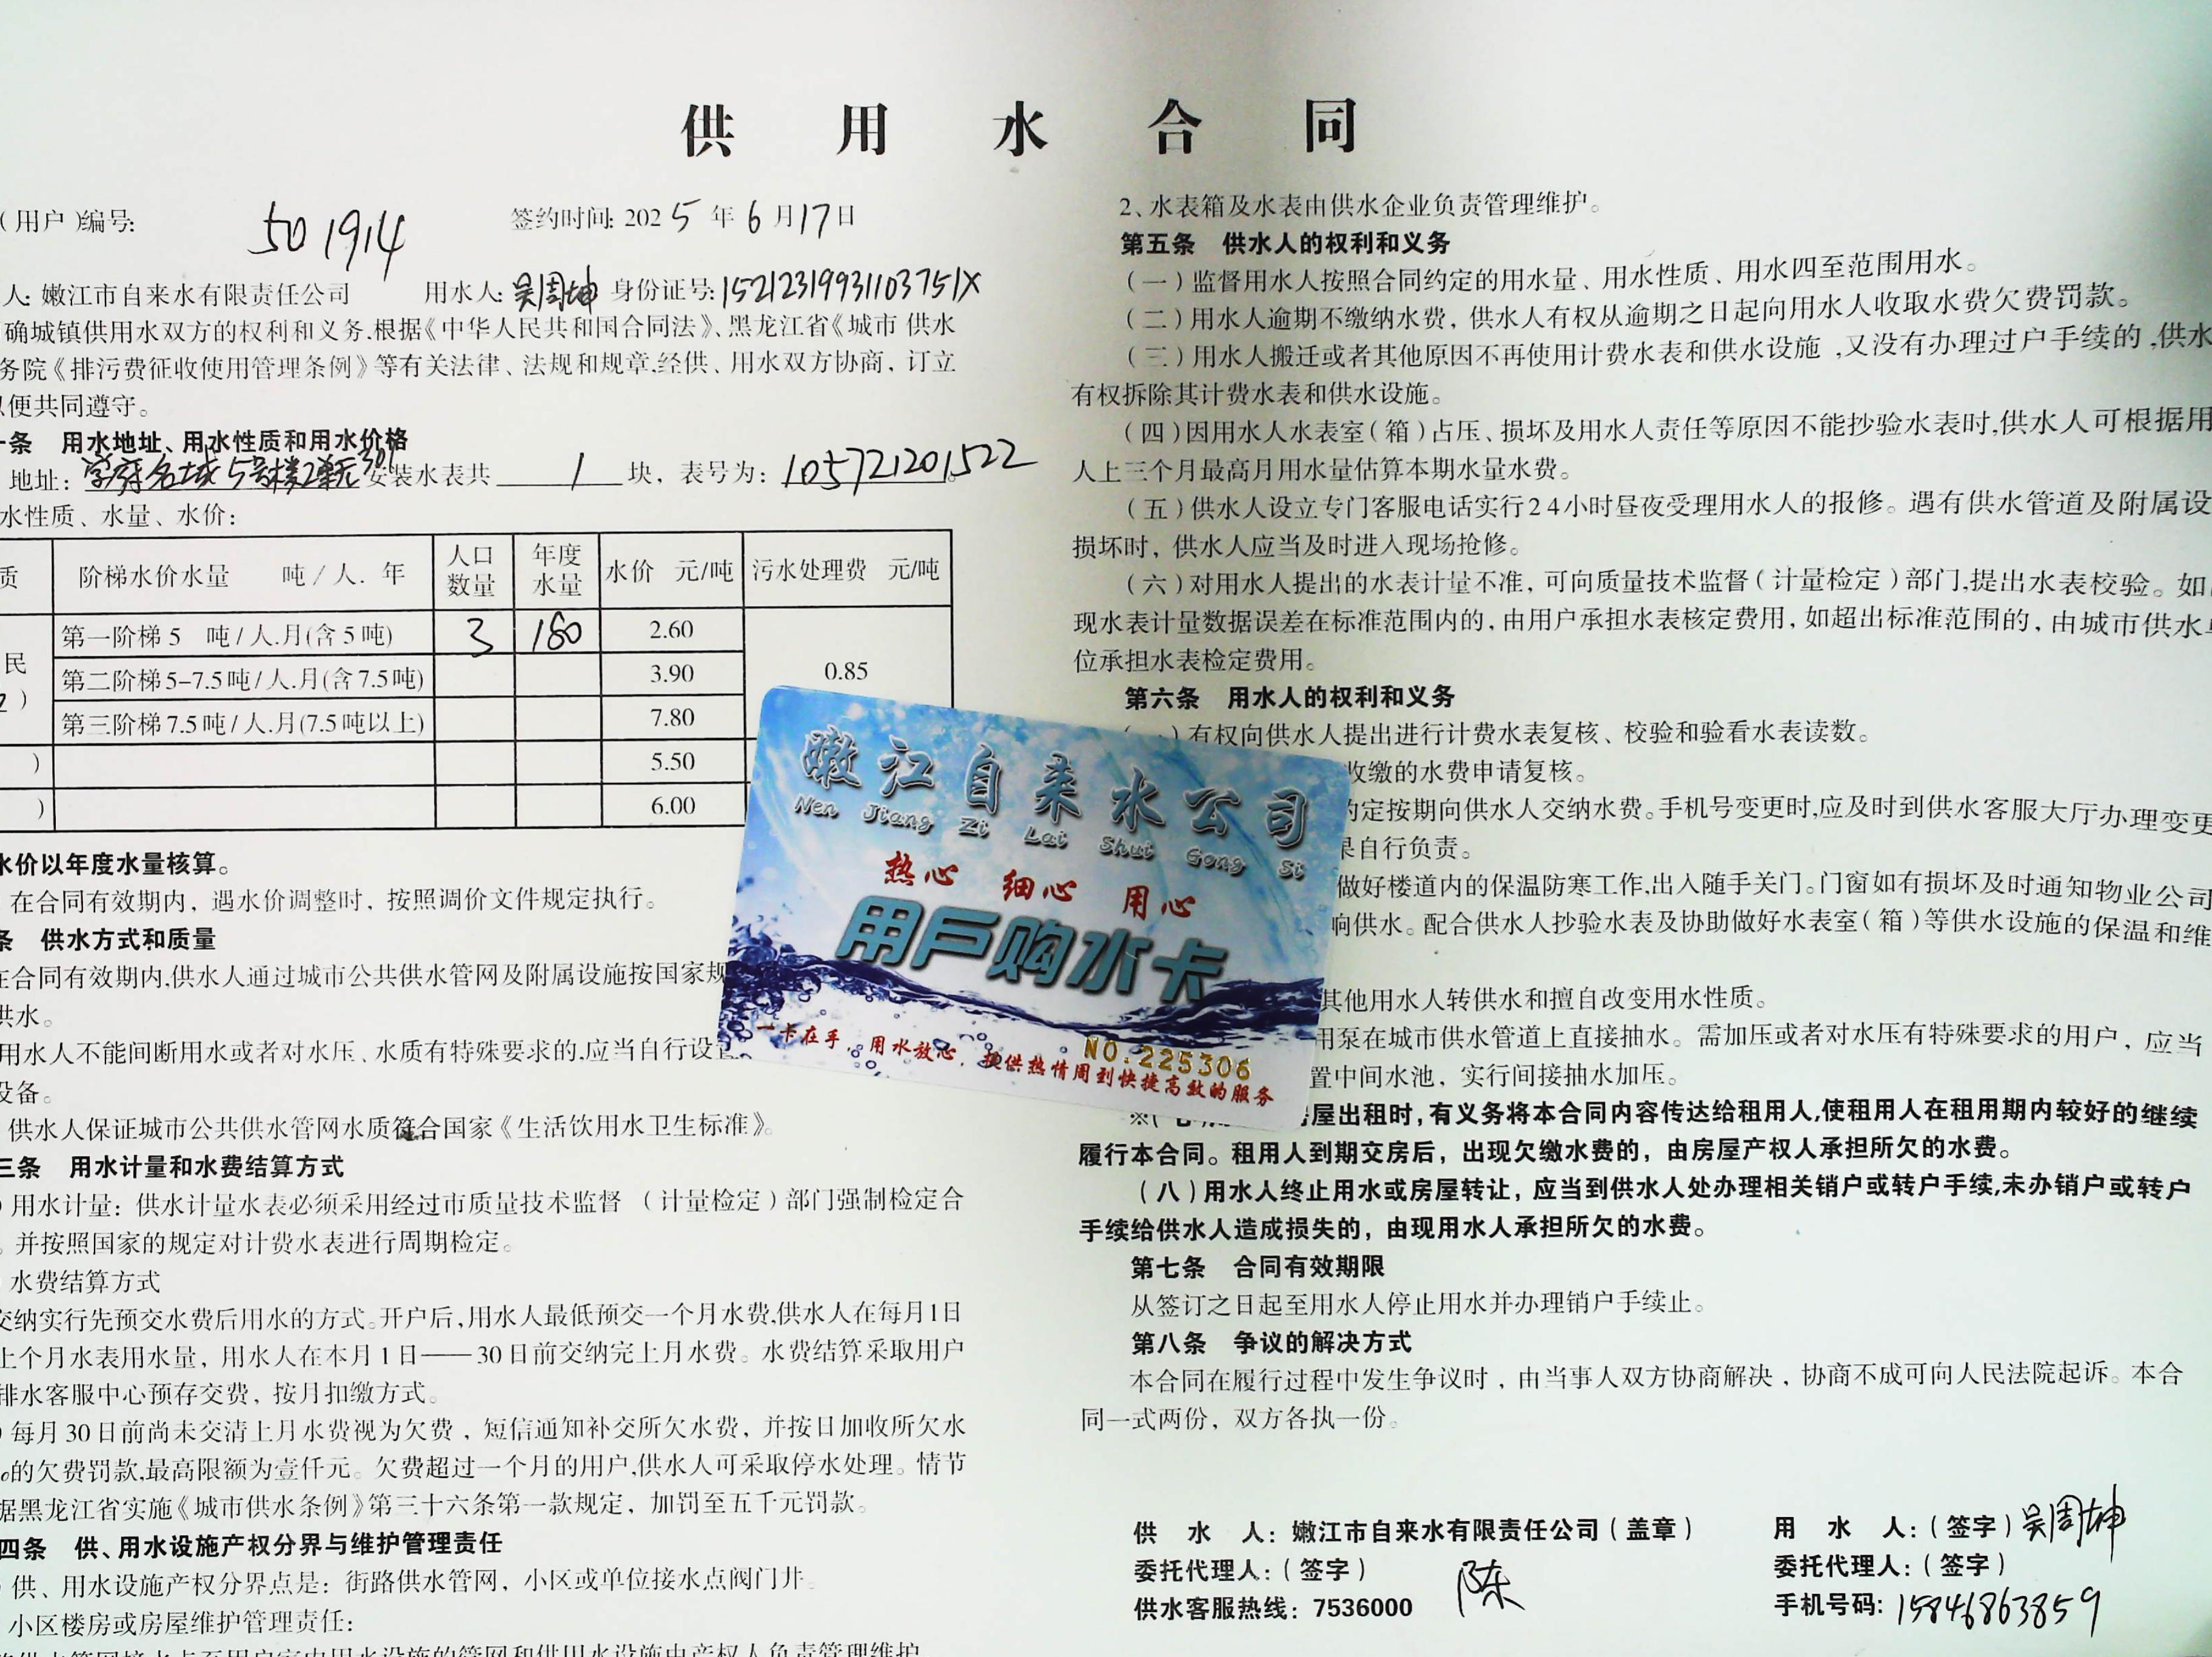 供用水合同
(用户)编号: 501914 签约时间: 2025年6月17日
人: 嫩江市自来水有限责任公司 用水人: 吴周坤 身份证号: 15212319931103751X
确城镇供用水双方的权利和义务.根据《中华人民共和国合同法》、黑龙江省《城市 供水
务院《排污费征收使用管理条例》等有关法律、法规和规章.经供、用水双方协商，订立
以便共同遵守。
一条 用水地址、用水性质和用水价格
地址: 学府名域5号楼2单元301 安装水表共 1 块，表号为: 105721201522。
水性质、水量、水价:
质 阶梯水价水量 吨/人.年 人口数量 年度水量 水价 元/吨 污水处理费 元/吨
民 第一阶梯 5 吨/人.月(含5吨) 3 180 2.60 0.85
第二阶梯5-7.5吨/人.月(含7.5吨) 3.90
第三阶梯7.5吨/人.月(7.5吨以上) 7.80
) 5.50
) 6.00
水价以年度水量核算。
在合同有效期内，遇水价调整时，按照调价文件规定执行。
条 供水方式和质量
在合同有效期内,供水人通过城市公共供水管网及附属设施按国家规
供水。
用水人不能间断用水或者对水压、水质有特殊要求的.应当自行设置
设备。
供水人保证城市公共供水管网水质符合国家《生活饮用水卫生标准》。
三条 用水计量和水费结算方式
)用水计量: 供水计量水表必须采用经过市质量技术监督 (计量检定)部门强制检定合
。并按照国家的规定对计费水表进行周期检定。
水费结算方式
交纳实行先预交水费后用水的方式。开户后,用水人最低预交一个月水费,供水人在每月1日
上个月水表用水量，用水人在本月1日——30日前交纳完上月水费。水费结算采取用户
排水客服中心预存交费，按月扣缴方式。
)每月30日前尚未交清上月水费视为欠费，短信通知补交所欠水费，并按日加收所欠水
的欠费罚款,最高限额为壹仟元。欠费超过一个月的用户,供水人可采取停水处理。情节
据黑龙江省实施《城市供水条例》第三十六条第一款规定，加罚至五千元罚款。
四条 供、用水设施产权分界与维护管理责任
供、用水设施产权分界点是: 街路供水管网，小区或单位接水点阀门井
小区楼房或房屋维护管理责任:
供水管网接水点至用户室内用水设施的管网和供用水设施由产权人负责管理维护
2、水表箱及水表由供水企业负责管理维护。
第五条 供水人的权利和义务
(一)监督用水人按照合同约定的用水量、用水性质、用水四至范围用水。
(二)用水人逾期不缴纳水费，供水人有权从逾期之日起向用水人收取水费欠费罚款。
(三)用水人搬迁或者其他原因不再使用计费水表和供水设施,又没有办理过户手续的,供水
有权拆除其计费水表和供水设施。
(四)因用水人水表室(箱)占压、损坏及用水人责任等原因不能抄验水表时,供水人可根据用
人上三个月最高月用水量估算本期水量水费。
(五)供水人设立专门客服电话实行24小时昼夜受理用水人的报修。遇有供水管道及附属设
损坏时，供水人应当及时进入现场抢修。
(六)对用水人提出的水表计量不准，可向质量技术监督(计量检定)部门,提出水表校验。如
现水表计量数据误差在标准范围内的，由用户承担水表核定费用，如超出标准范围的，由城市供水单
位承担水表检定费用。
第六条 用水人的权利和义务
)有权向供水人提出进行计费水表复核、校验和验看水表读数。
收缴的水费申请复核。
约定按期向供水人交纳水费。手机号变更时,应及时到供水客服大厅办理变更
果自行负责。
做好楼道内的保温防寒工作,出入随手关门。门窗如有损坏及时通知物业公司
响供水。配合供水人抄验水表及协助做好水表室(箱)等供水设施的保温和维
其他用水人转供水和擅自改变用水性质。
用泵在城市供水管道上直接抽水。需加压或者对水压有特殊要求的用户，应当
置中间水池，实行间接抽水加压。
房屋出租时,有义务将本合同内容传达给租用人,使租用人在租用期内较好的继续
履行本合同。租用人到期交房后，出现欠缴水费的，由房屋产权人承担所欠的水费。
(八)用水人终止用水或房屋转让，应当到供水人处办理相关销户或转户手续,未办销户或转户
手续给供水人造成损失的，由现用水人承担所欠的水费。
第七条 合同有效期限
从签订之日起至用水人停止用水并办理销户手续止。
第八条 争议的解决方式
本合同在履行过程中发生争议时，由当事人双方协商解决，协商不成可向人民法院起诉。本合
同一式两份，双方各执一份。
供 水 人: 嫩江市自来水有限责任公司(盖章)
委托代理人:(签字) 陈
供水客服热线: 7536000
用 水 人:(签字) 吴周坤
委托代理人:(签字)
手机号码: 15846863859
嫩江自来水公司
Nen Jiang Zi Lai Shui Gong Si
热心 细心 用心
用户购水卡
NO.225306
一卡在手，用水放心，提供热情周到快捷高效的服务